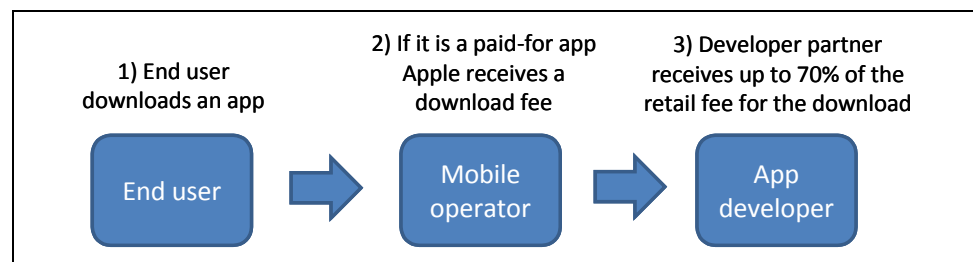 1) End user
downloads an app
2) If it is a paid-for app
Apple receives a
download fee
3) Developer partner
receives up to 70% of the
retail fee for the download
End user
Mobile
operator
App
developer